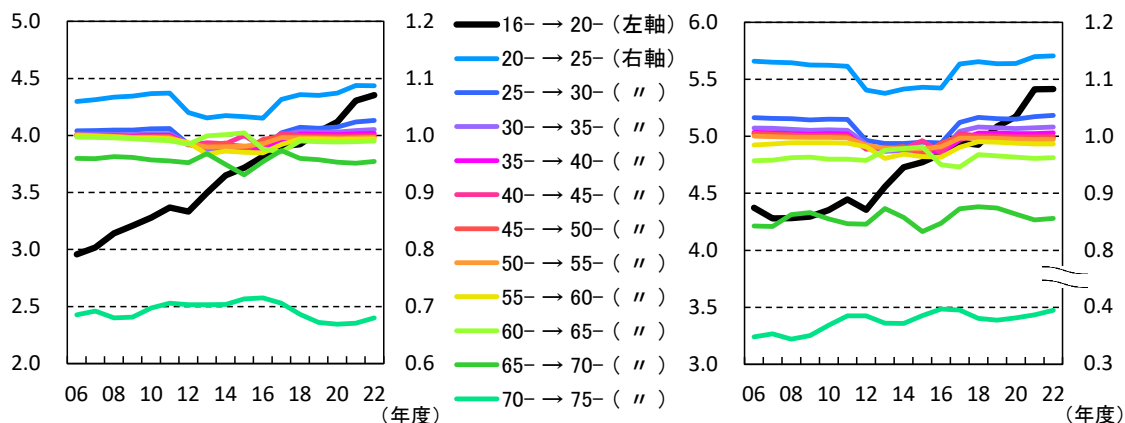 5.0
4.5
4.0
3.5
3.0
2.5
2.0
1.2
1.1
1.0
0.9
0.8
0.7
0.6
06 08 10 12 14 16 18 20 22
(年度)
16- → 20- (左軸)
20- → 25- (右軸)
25- → 30- ( 〃 )
30- → 35- ( 〃 )
35- → 40- ( 〃 )
40- → 45- ( 〃 )
45- → 50- ( 〃 )
50- → 55- ( 〃 )
55- → 60- ( 〃 )
60- → 65- ( 〃 )
65- → 70- ( 〃 )
70- → 75- ( 〃 )
6.0
5.5
5.0
4.5
4.0
3.5
3.0
1.2
1.1
1.0
0.9
0.8
0.4
0.3
06 08 10 12 14 16 18 20 22
(年度)